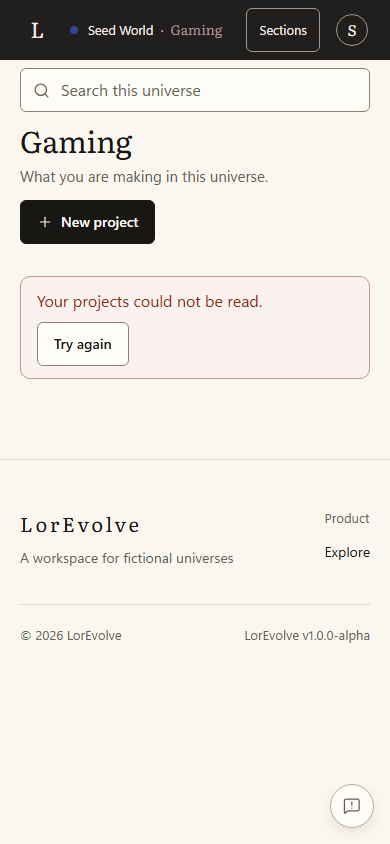 L
Seed World · Gaming
Sections
S
Search this universe
Gaming
What you are making in this universe.
New project
Your projects could not be read.
Try again
LorEvolve
A workspace for fictional universes
Product
Explore
© 2026 LorEvolve
LorEvolve v1.0.0-alpha